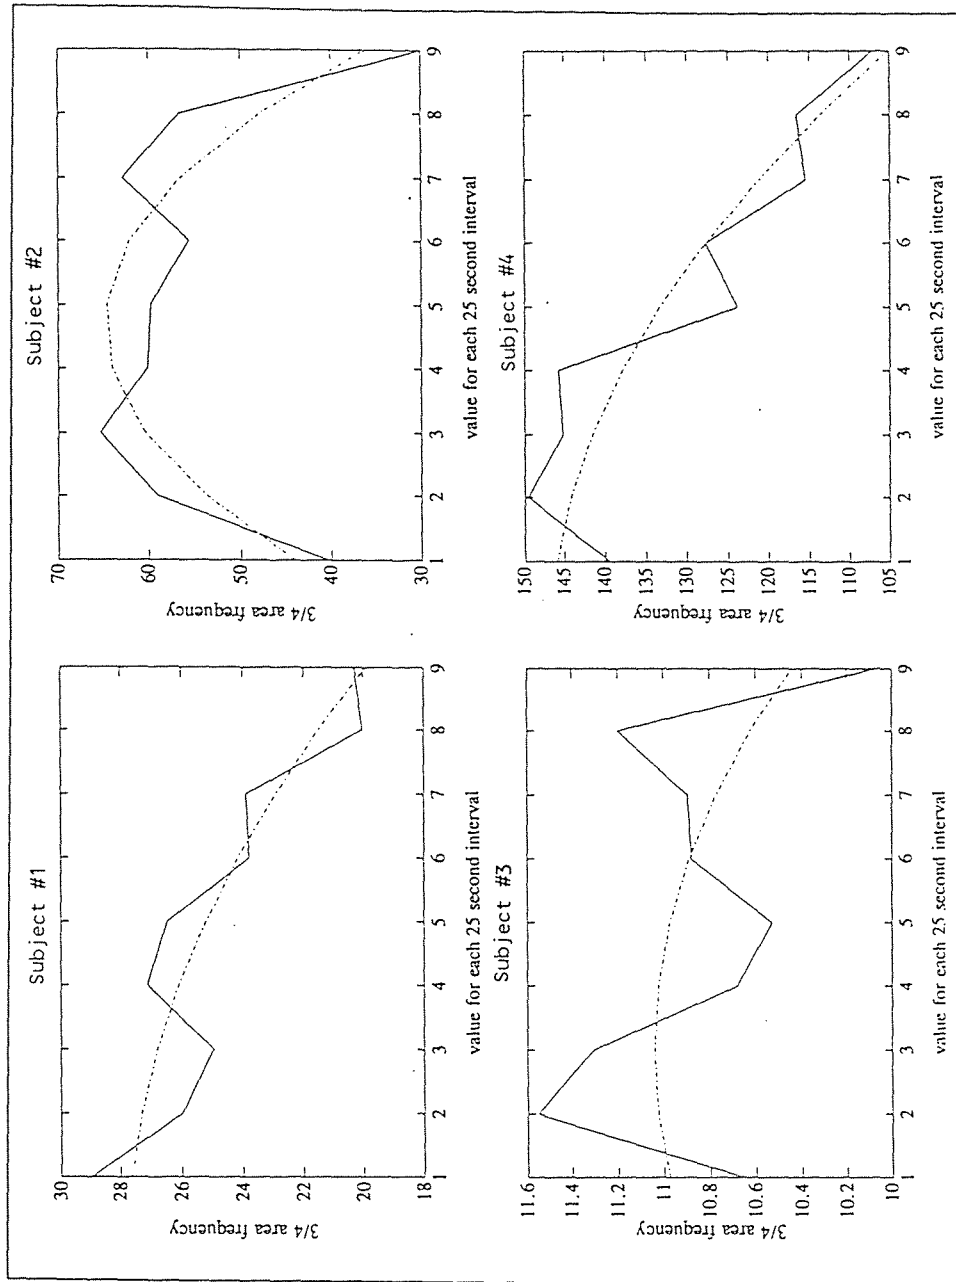 Subject #1
30
28
26
24
22
20
18
3/4 area frequency
1 2 3 4 5 6 7 8 9
value for each 25 second interval
Subject #2
70
60
50
40
30
3/4 area frequency
1 2 3 4 5 6 7 8 9
value for each 25 second interval
Subject #3
11.6
11.4
11.2
11
10.8
10.6
10.4
10.2
10
3/4 area frequency
1 2 3 4 5 6 7 8 9
value for each 25 second interval
Subject #4
150
145
140
135
130
125
120
115
110
105
3/4 area frequency
1 2 3 4 5 6 7 8 9
value for each 25 second interval